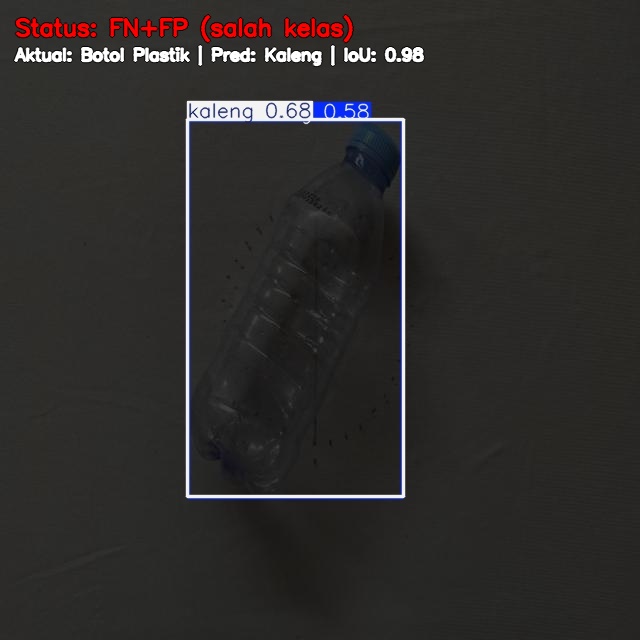 Status: FN+FP (salah kelas)
Aktual: Botol Plastik | Pred: Kaleng | IoU: 0.98
kaleng 0.68 0.58